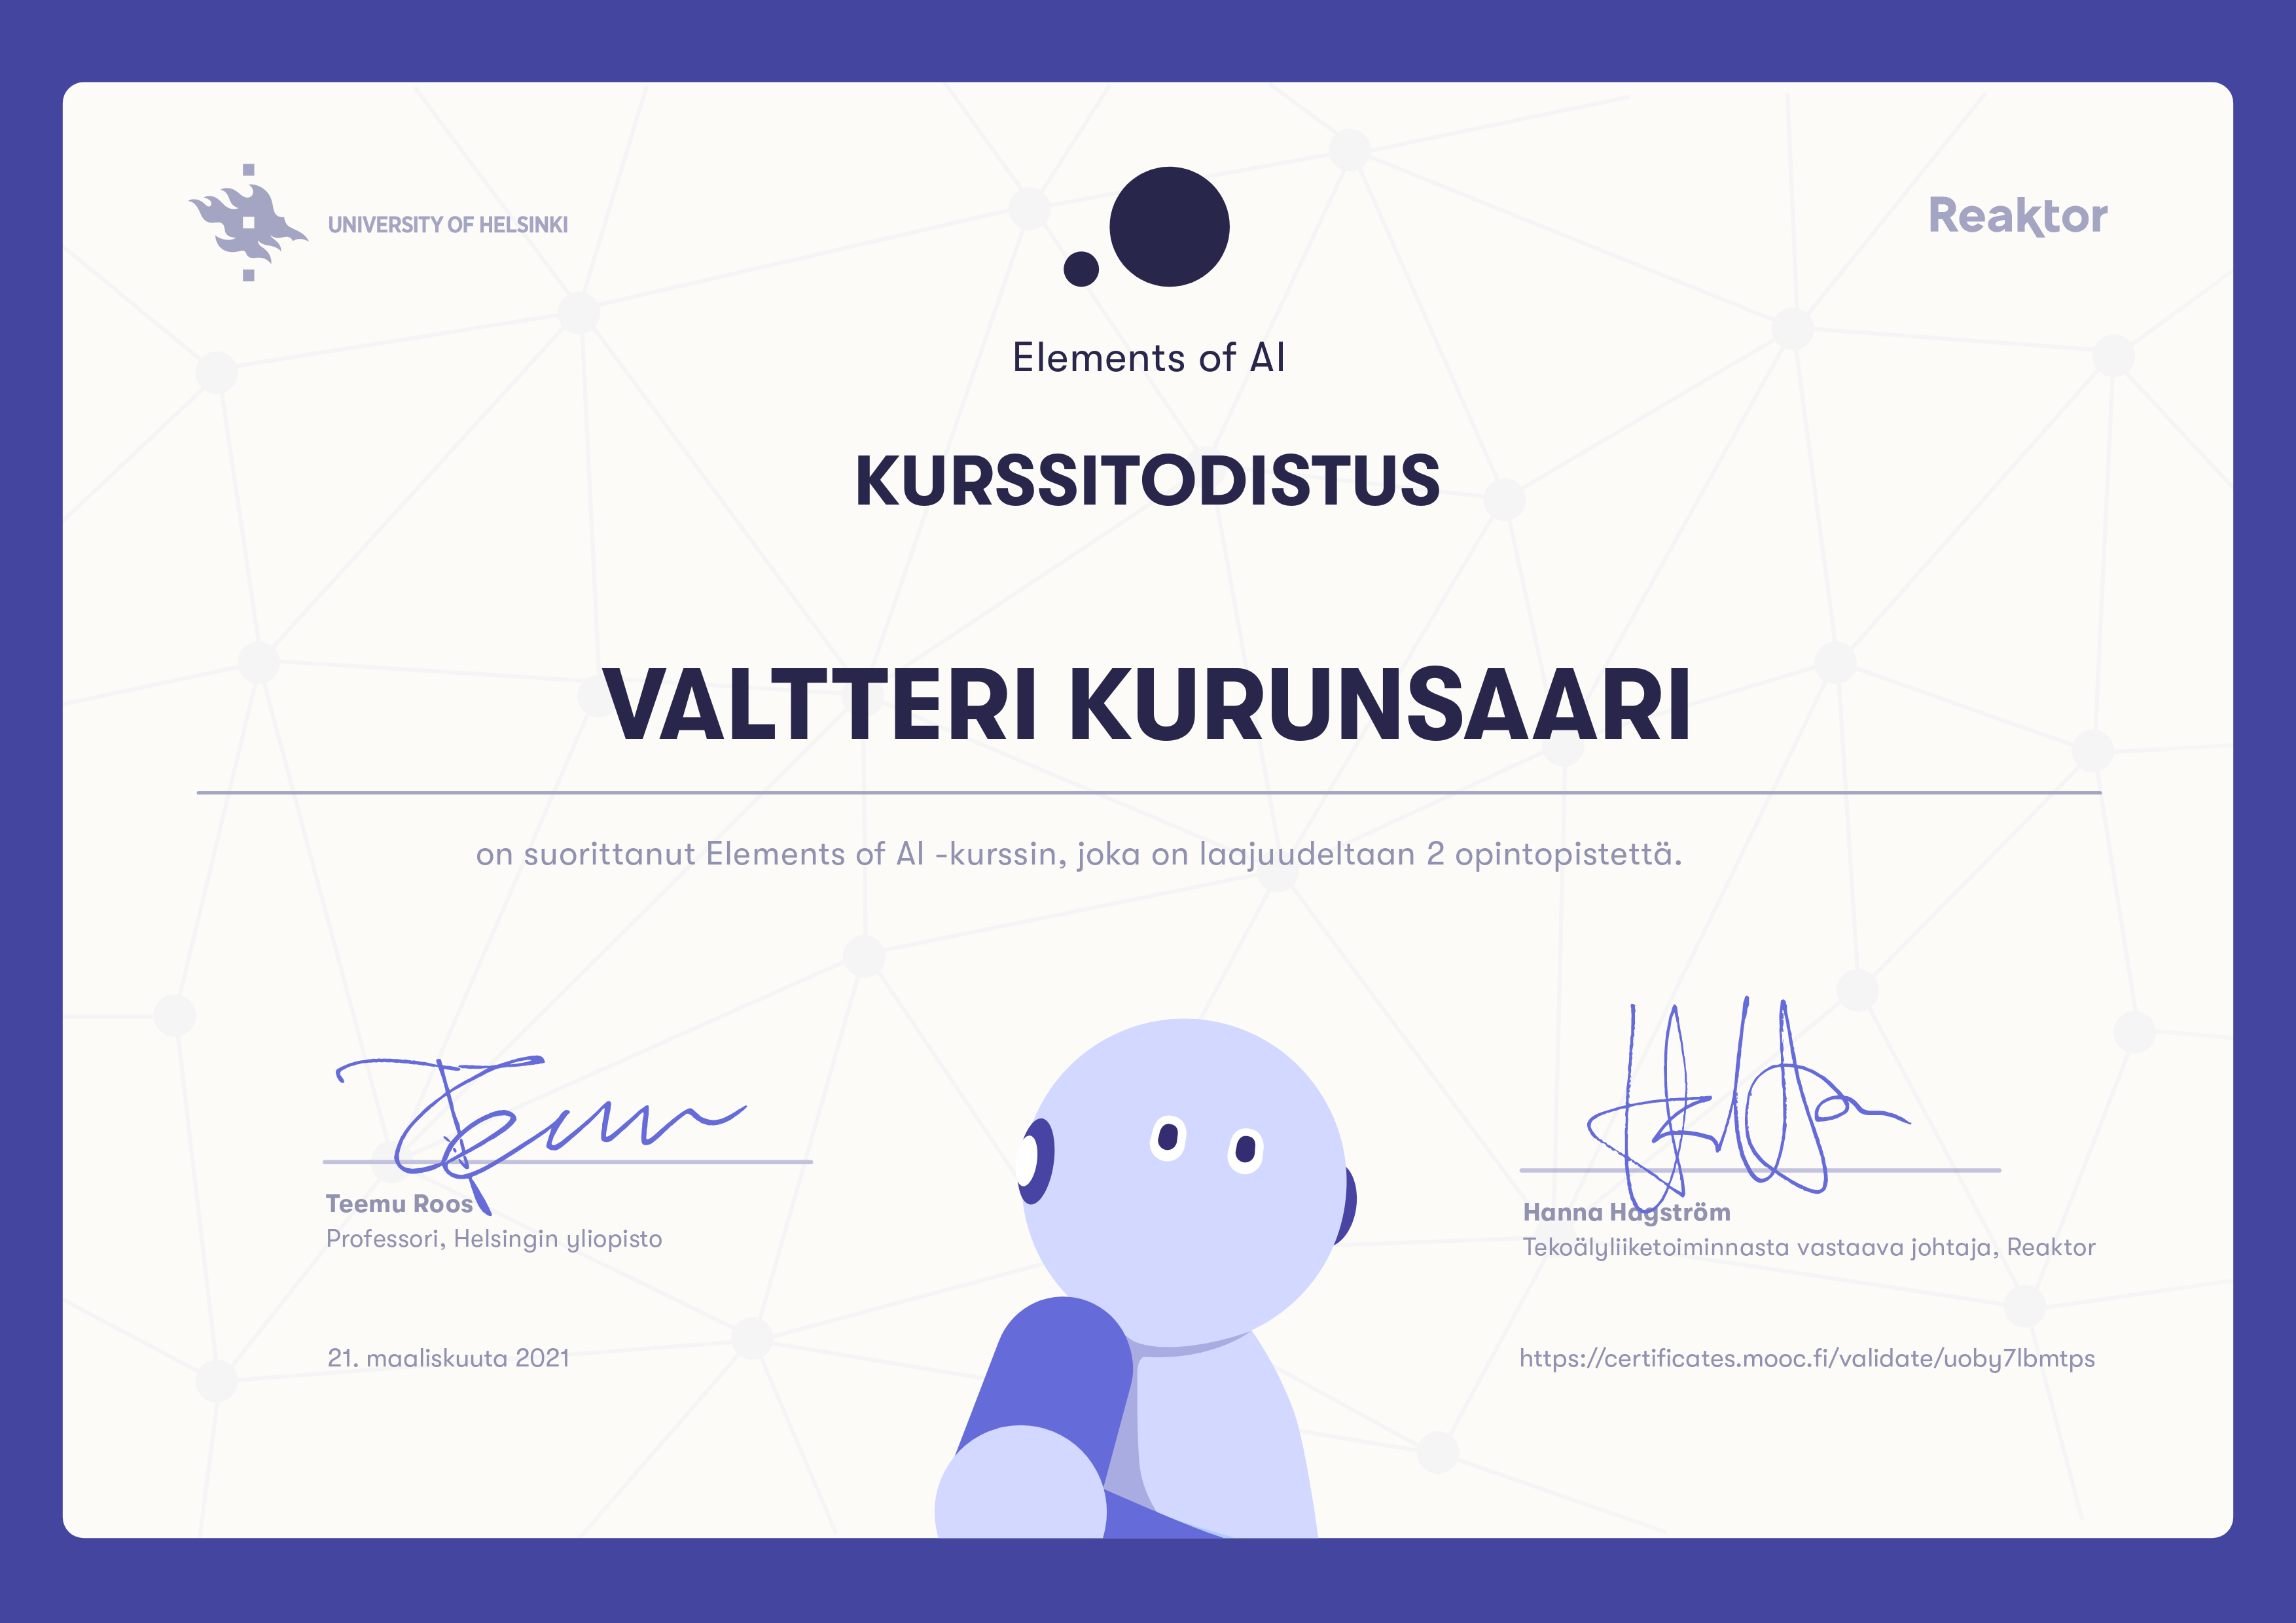 UNIVERSITY OF HELSINKI
Reaktor
Elements of AI
KURSSITODISTUS
VALTTERI KURUNSAARI
on suorittanut Elements of AI -kurssin, joka on laajuudeltaan 2 opintopistettä.
Teemu Roos
Professori, Helsingin yliopisto
Hanna Hagström
Tekoälyliiketoiminnasta vastaava johtaja, Reaktor
21. maaliskuuta 2021
https://certificates.mooc.fi/validate/uoby7lbmtps